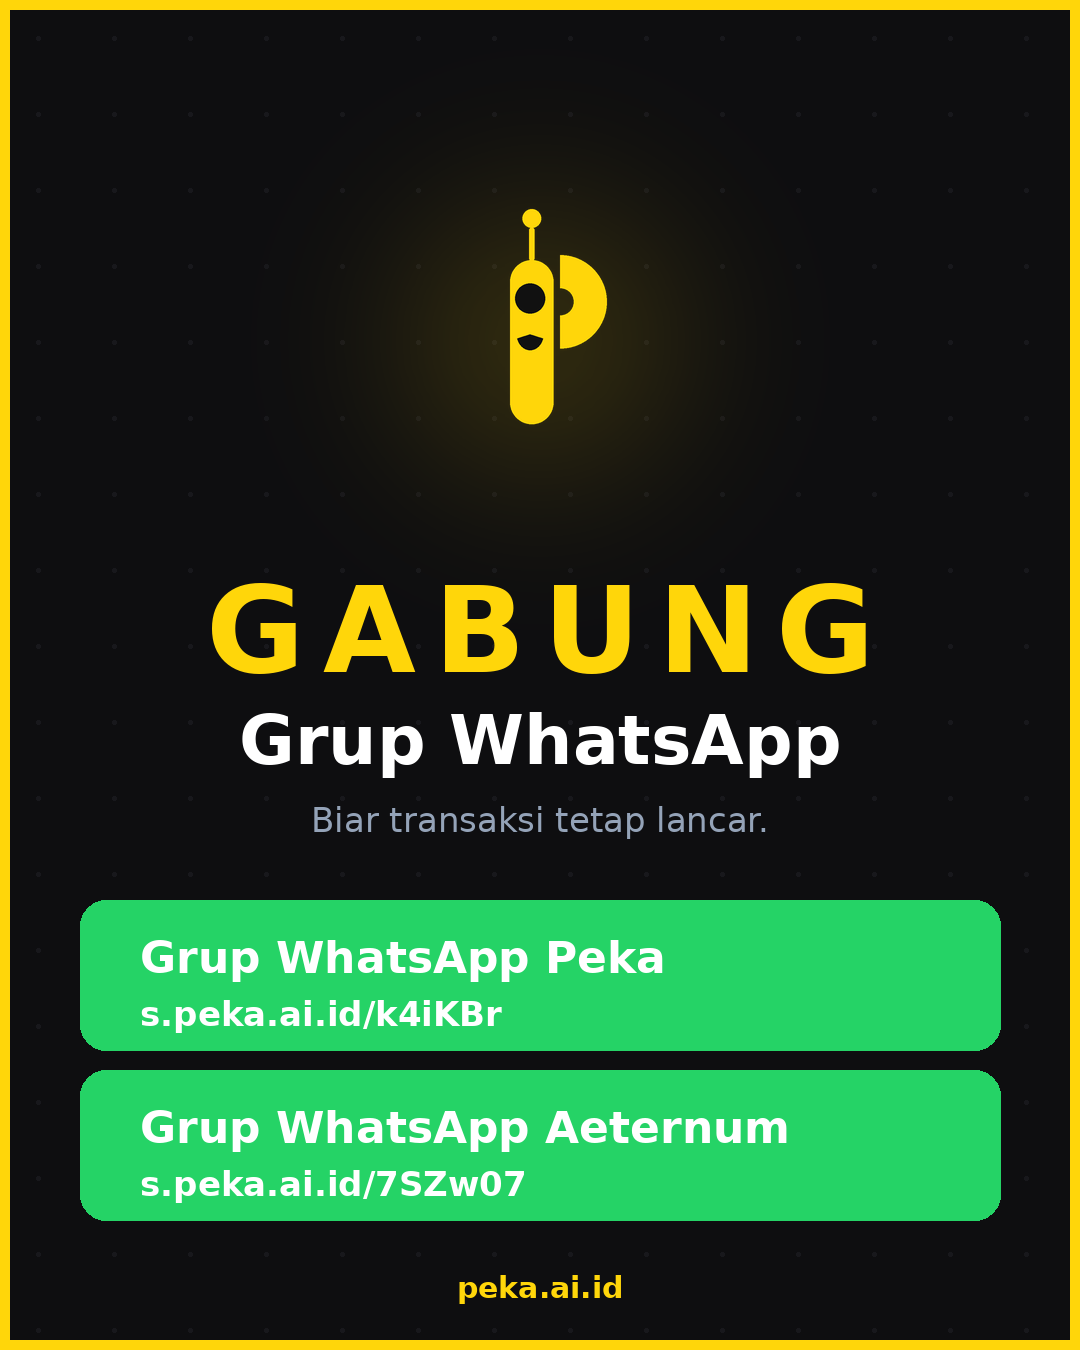 GABUNG
Grup WhatsApp
Biar transaksi tetap lancar.
Grup WhatsApp Peka
s.peka.ai.id/k4iKBr
Grup WhatsApp Aeternum
s.peka.ai.id/7SZw07
peka.ai.id